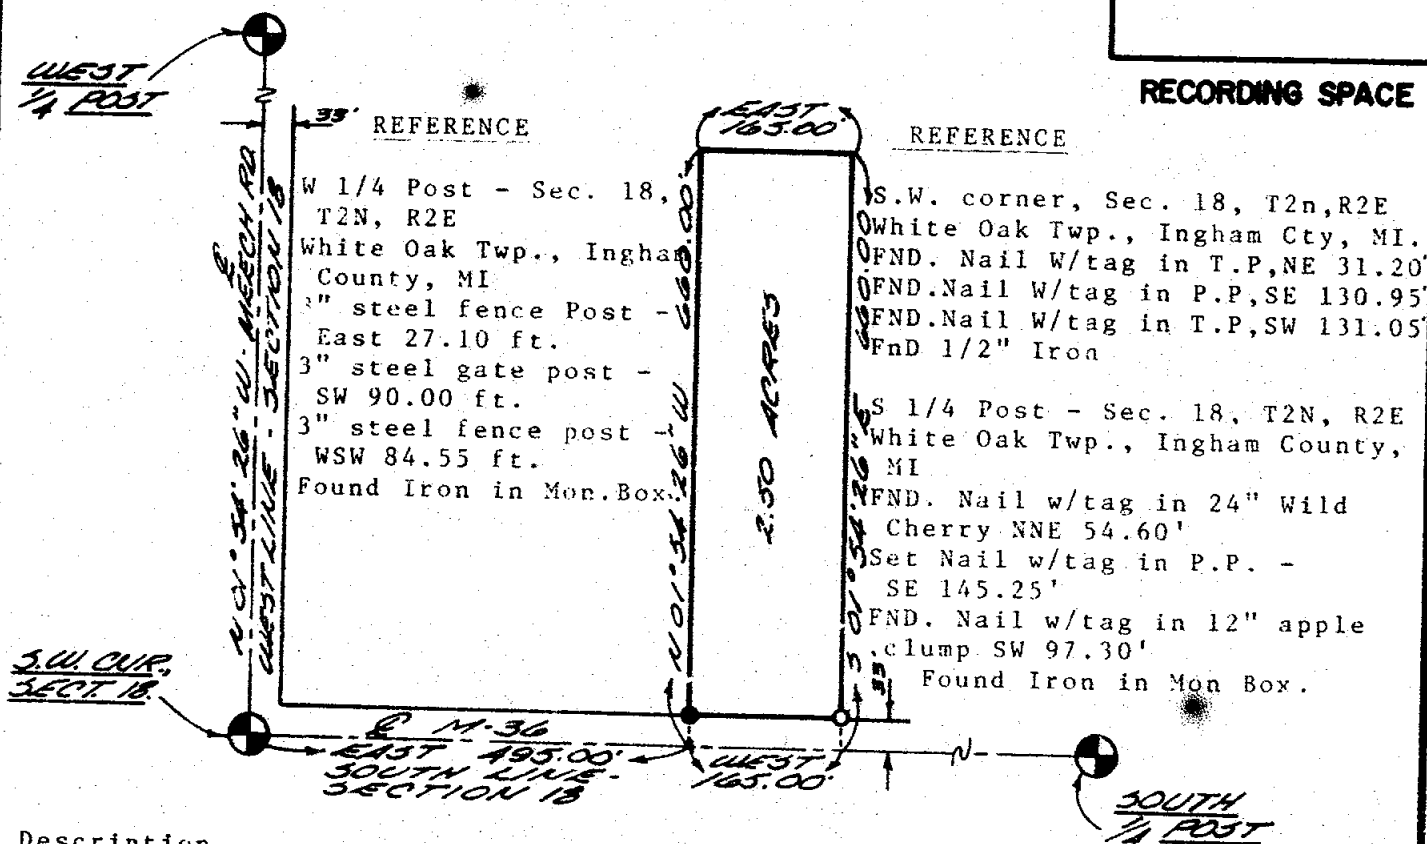 WEST
1/4 POST
33'
RECORDING SPACE
REFERENCE
W 1/4 Post - Sec. 18,
T2N, R2E
White Oak Twp., Ingham
County, MI
3" steel fence Post -
East 27.10 ft.
3" steel gate post -
SW 90.00 ft.
3" steel fence post -
WSW 84.55 ft.
Found Iron in Mon. Box.
N 01° 54' 26" W - MEECH RD
WEST LINE - SECTION 18
EAST
165.00'
N 01° 54' 26" W 660.00'
2.50 ACRES
S 01° 54' 26" E 660.00'
REFERENCE
S.W. corner, Sec. 18, T2n,R2E
White Oak Twp., Ingham Cty, MI.
FND. Nail W/tag in T.P,NE 31.20'
FND.Nail W/tag in P.P,SE 130.95'
FND.Nail W/tag in T.P,SW 131.05'
FnD 1/2" Iron
S 1/4 Post - Sec. 18, T2N, R2E
White Oak Twp., Ingham County,
MI
FND. Nail w/tag in 24" Wild
Cherry NNE 54.60'
Set Nail w/tag in P.P. -
SE 145.25'
FND. Nail w/tag in 12" apple
clump SW 97.30'
Found Iron in Mon Box.
33'
S.W. COR.,
SECT. 18
℄ M-36
EAST 495.00'
SOUTH LINE -
SECTION 18
WEST
165.00'
SOUTH
1/4 POST
Description